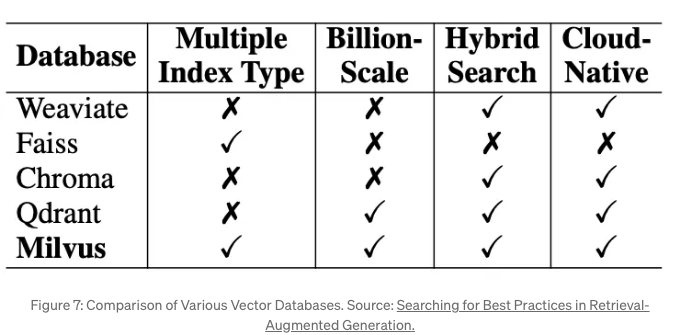 Database Multiple Index Type Billion-Scale Hybrid Search Cloud-Native
Weaviate ✗ ✗ ✓ ✓
Faiss ✓ ✗ ✗ ✗
Chroma ✗ ✗ ✓ ✓
Qdrant ✗ ✓ ✓ ✓
Milvus ✓ ✓ ✓ ✓
Figure 7: Comparison of Various Vector Databases. Source: Searching for Best Practices in Retrieval-
Augmented Generation.